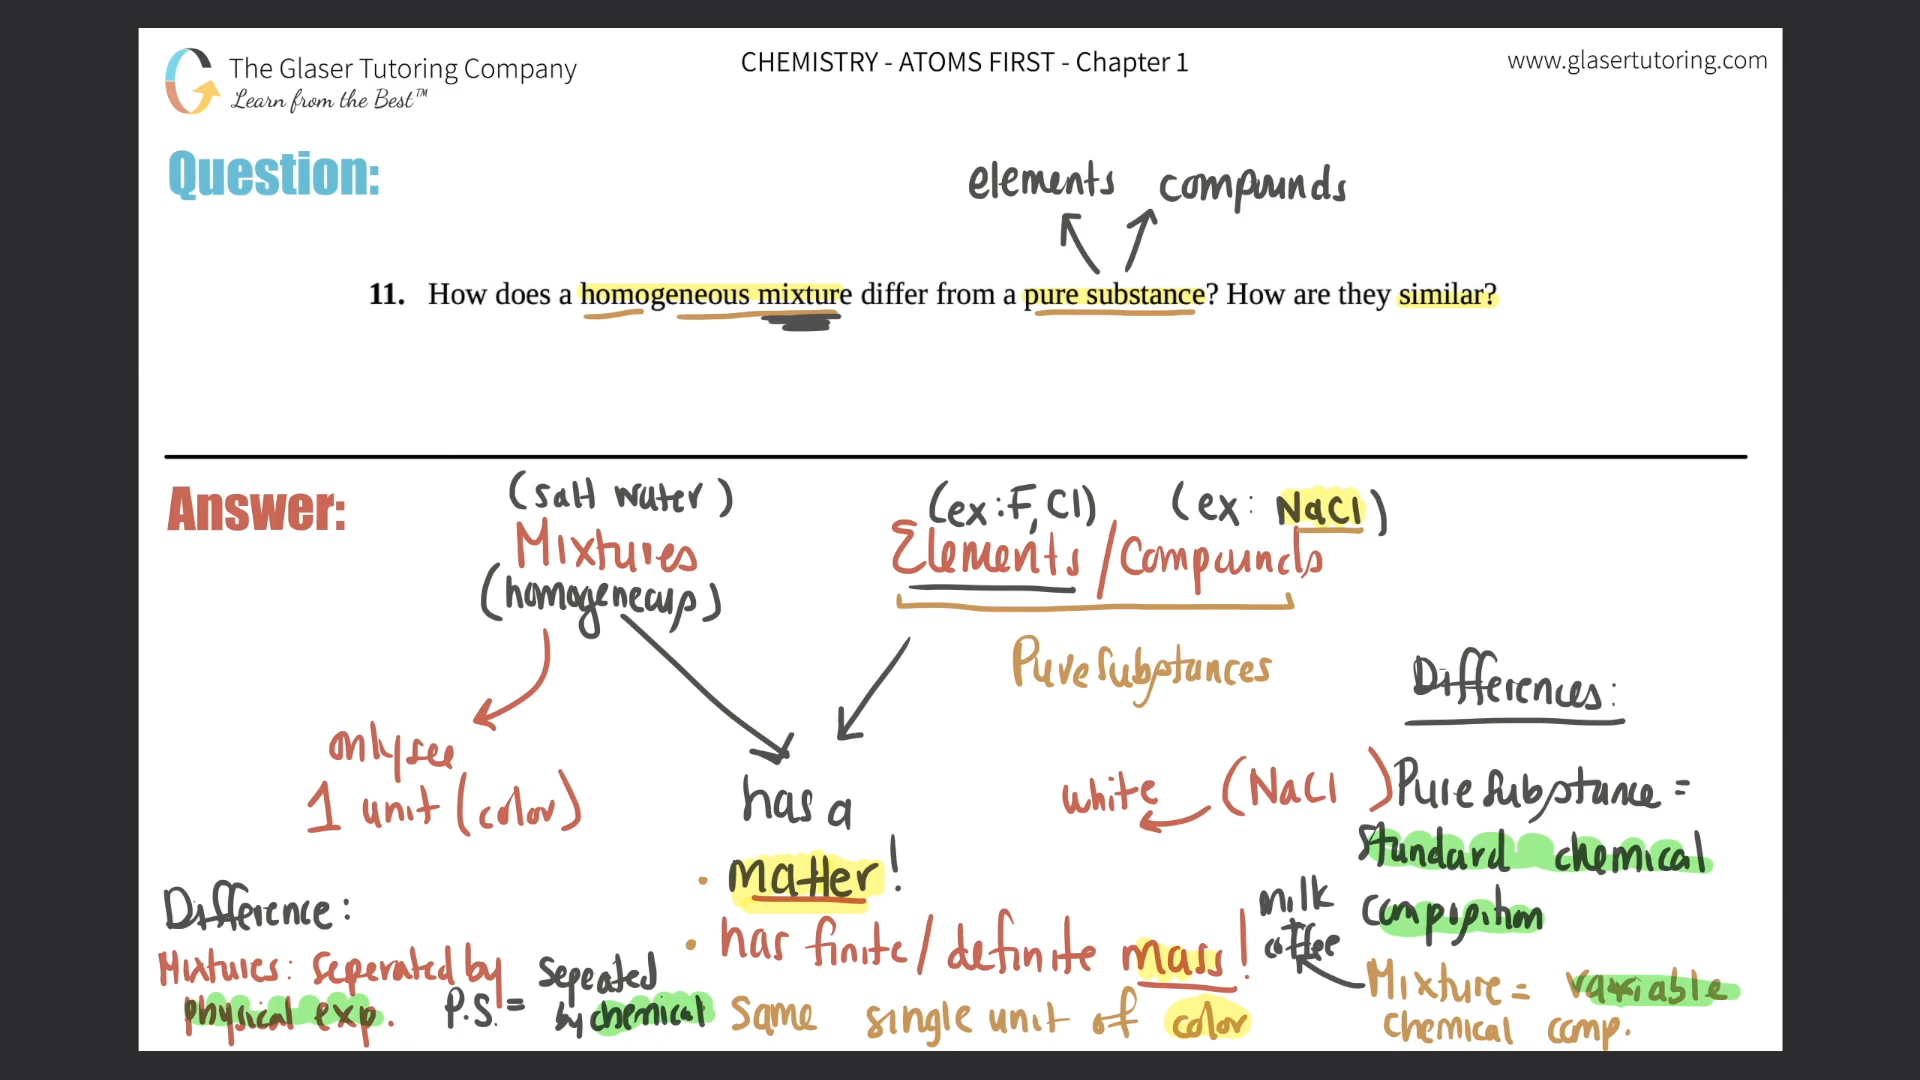 The Glaser Tutoring Company
Learn from the Best™
CHEMISTRY - ATOMS FIRST - Chapter 1
www.glasertutoring.com
Question:
elements compounds
11. How does a homogeneous mixture differ from a pure substance? How are they similar?
Answer:
(salt water)
Mixtures
(homogeneous)
(ex: F, Cl) (ex: NaCl)
Elements / Compounds
Pure Substances
only see
1 unit (color)
has a
• matter!
• has finite / definite mass!
same single unit of color
white (NaCl)
Difference:
Mixtures: seperated by
physical exp.
P.S. = sepeated
by chemical
Differences:
Pure Substance =
standard chemical
composition
milk
coffee
Mixture = variable
chemical comp.